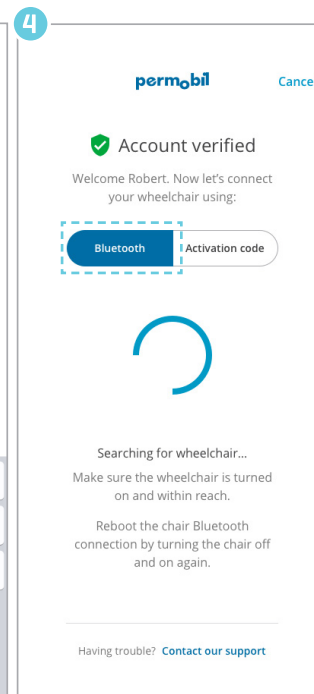 4
permobil
Cance
Account verified
Welcome Robert. Now let's connect
your wheelchair using:
Bluetooth
Activation code
Searching for wheelchair...
Make sure the wheelchair is turned
on and within reach.
Reboot the chair Bluetooth
connection by turning the chair off
and on again.
Having trouble? Contact our support